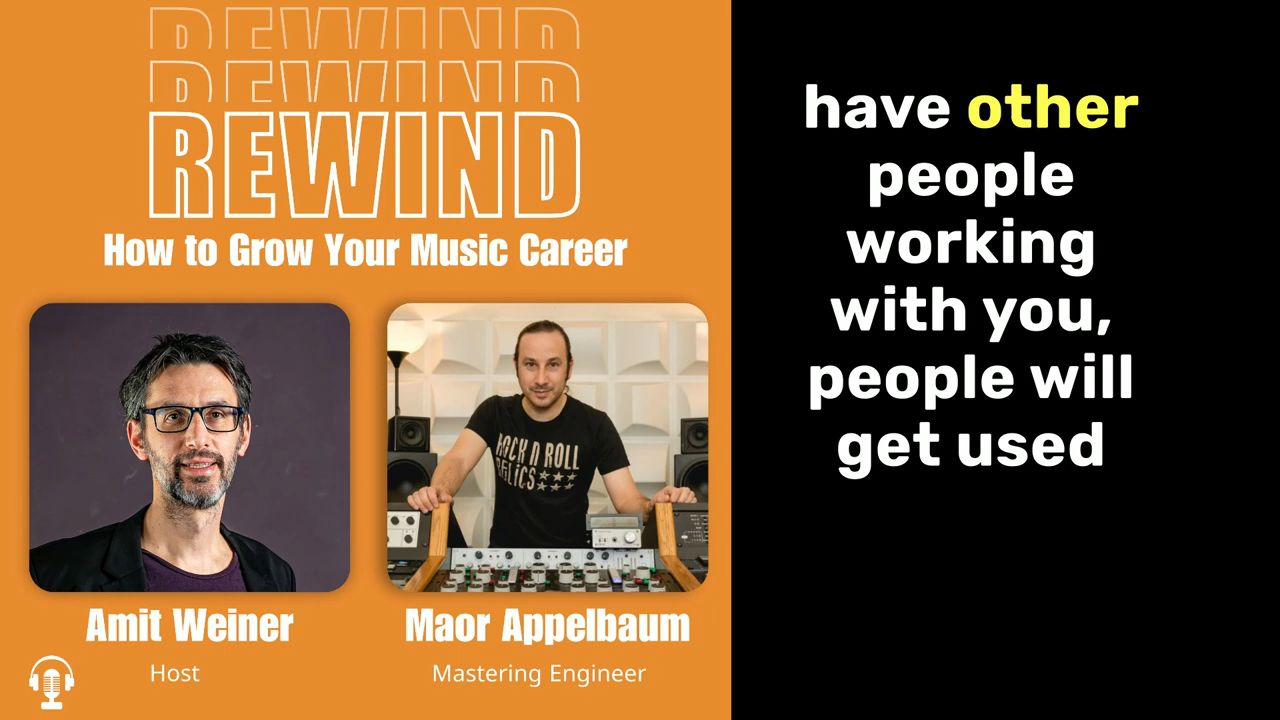 REWIND
REWIND
REWIND
How to Grow Your Music Career
ROCK N ROLL
RELICS
Amit Weiner
Host
Maor Appelbaum
Mastering Engineer
have other
people
working
with you,
people will
get used